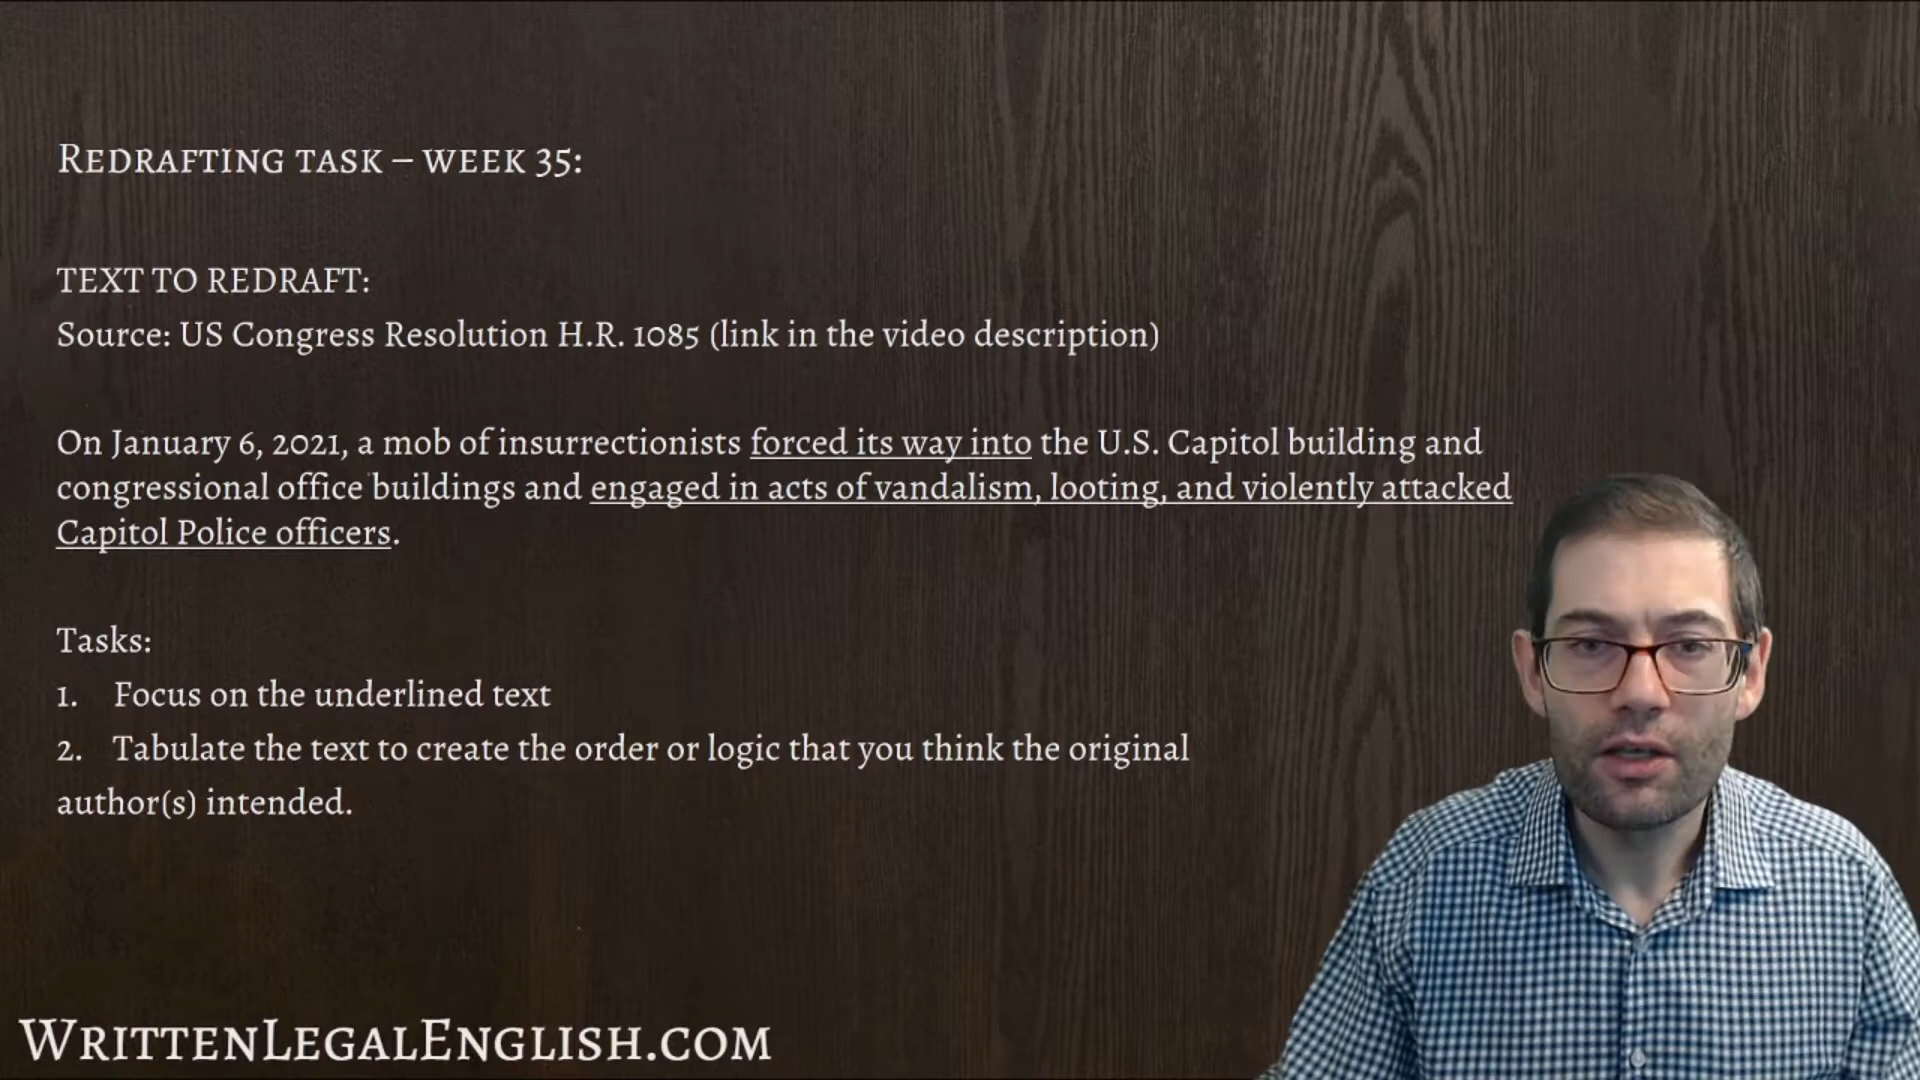 Redrafting task – week 35:
TEXT TO REDRAFT:
Source: US Congress Resolution H.R. 1085 (link in the video description)
On January 6, 2021, a mob of insurrectionists forced its way into the U.S. Capitol building and
congressional office buildings and engaged in acts of vandalism, looting, and violently attacked
Capitol Police officers.
Tasks:
1. Focus on the underlined text
2. Tabulate the text to create the order or logic that you think the original
author(s) intended.
WrittenLegalEnglish.com